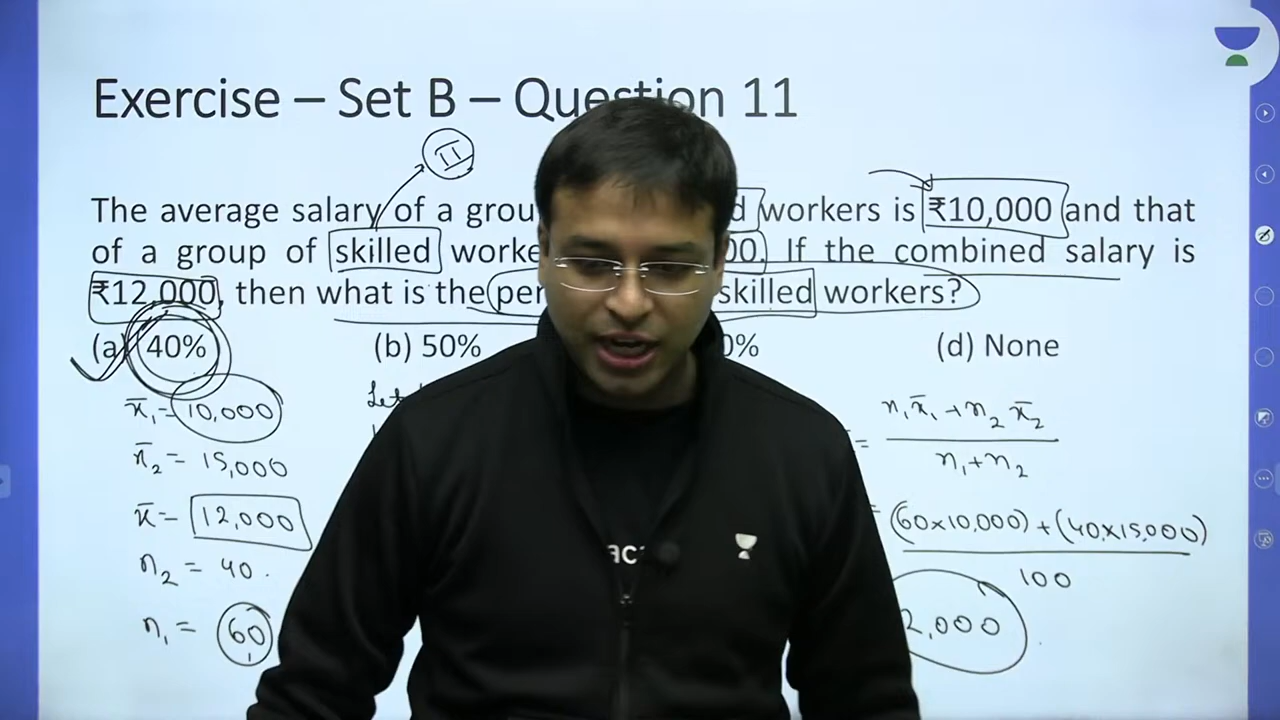 Exercise – Set B – Question 11
II
The average salary of a grou d workers is ₹10,000 and that
of a group of skilled worke 00. If the combined salary is
₹12,000, then what is the per skilled workers?
(a) 40% (b) 50% 0% (d) None
x̄₁ = 10,000
Let
= n₁x̄₁ + n₂x̄₂
n₁+n₂
x̄₂ = 15,000
x̄ = 12,000
= (60×10,000) + (40×15,000)
100
n₂ = 40.
n₁ = 60
2,000
ac